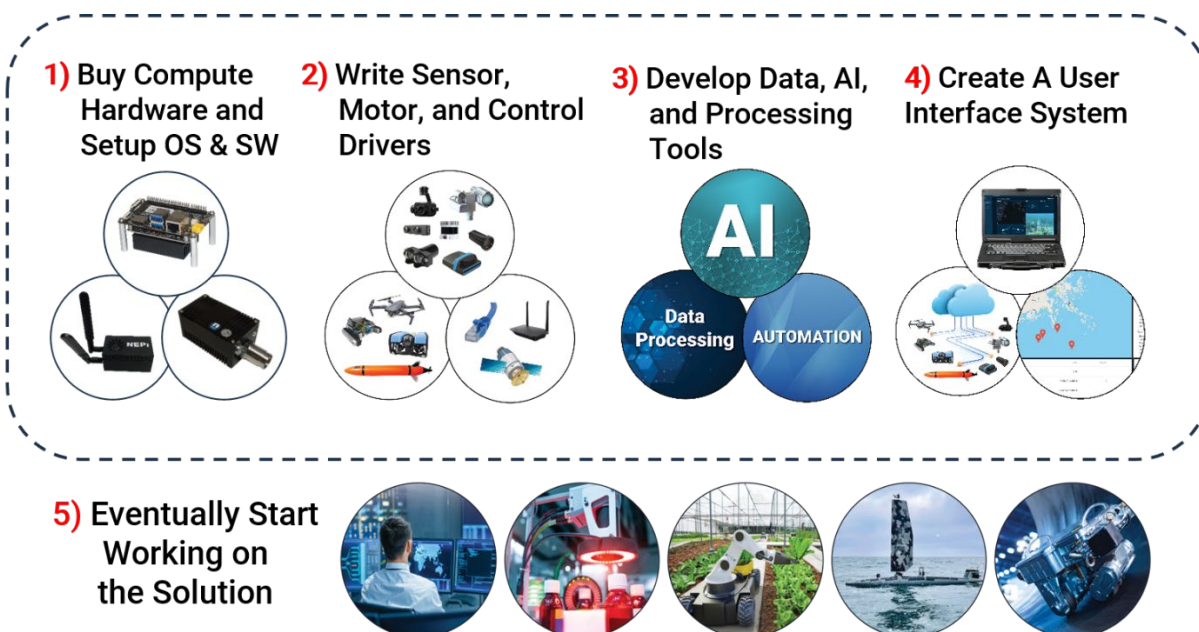 1) Buy Compute
Hardware and
Setup OS & SW
2) Write Sensor,
Motor, and Control
Drivers
3) Develop Data, AI,
and Processing
Tools
4) Create A User
Interface System
NEPI
AI
Data
Processing
AUTOMATION
5) Eventually Start
Working on
the Solution